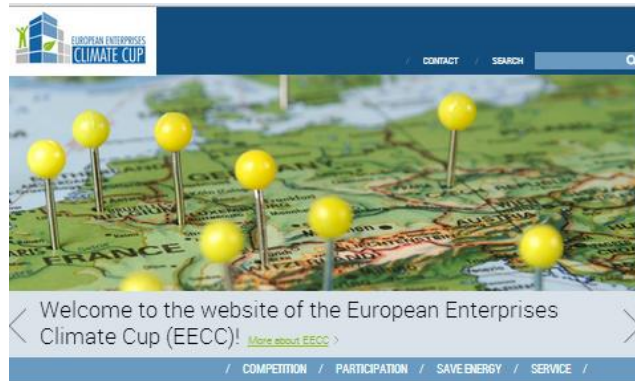 EUROPEAN ENTERPRISES
CLIMATE CUP
/ CONTACT / SEARCH
FRANCE
AUSTRIA
Welcome to the website of the European Enterprises
Climate Cup (EECC)! More about EECC >
/ COMPETITION / PARTICIPATION / SAVE ENERGY / SERVICE /